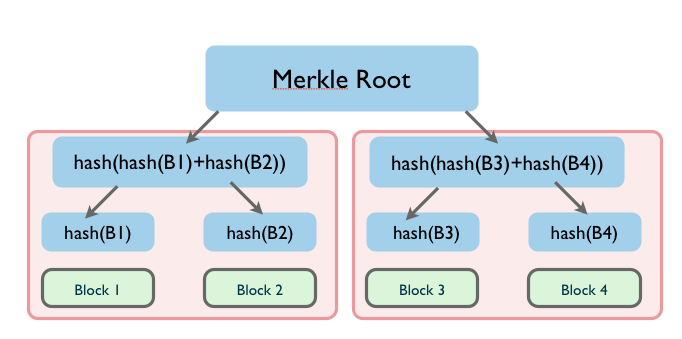 Merkle Root
hash(hash(B1)+hash(B2))
hash(hash(B3)+hash(B4))
hash(B1)
hash(B2)
hash(B3)
hash(B4)
Block 1
Block 2
Block 3
Block 4